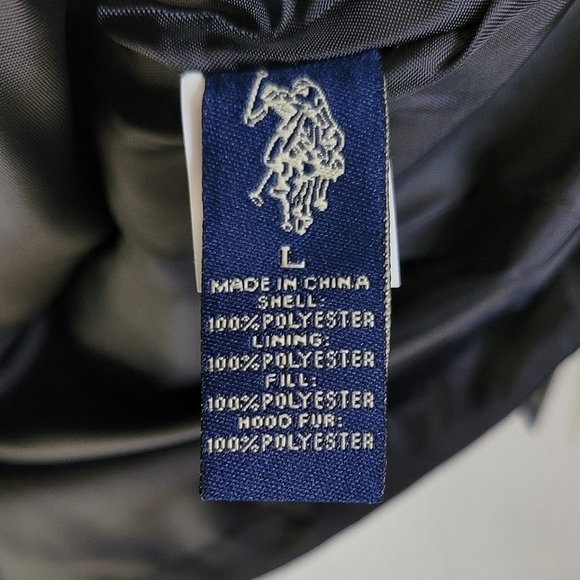 L
MADE IN CHINA
SHELL:
100%POLYESTER
LINING:
100%POLYESTER
FILL:
100%POLYESTER
HOOD FUR:
100%POLYESTER